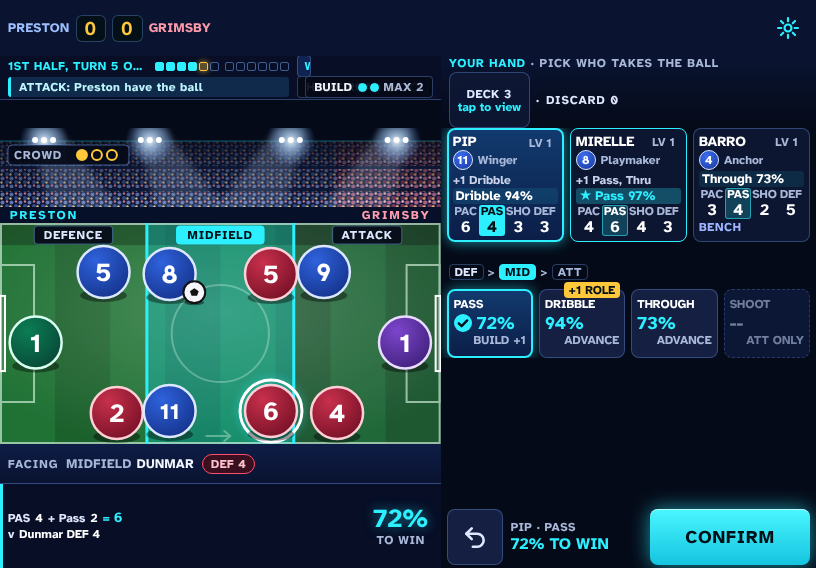 PRESTON 0 0 GRIMSBY
1ST HALF, TURN 5 O...
ATTACK: Preston have the ball
BUILD MAX 2
CROWD
PRESTON GRIMSBY
DEFENCE MIDFIELD ATTACK
5 8 5 9
1 1
2 11 6 4
FACING MIDFIELD DUNMAR DEF 4
PAS 4 + Pass 2 = 6
v Dunmar DEF 4
72%
TO WIN
YOUR HAND · PICK WHO TAKES THE BALL
DECK 3
tap to view
· DISCARD 0
PIP LV 1
11 Winger
+1 Dribble
Dribble 94%
PAC PAS SHO DEF
6 4 3 3
MIRELLE LV 1
8 Playmaker
+1 Pass, Thru
★ Pass 97%
PAC PAS SHO DEF
4 6 4 3
BARRO LV 1
4 Anchor
Through 73%
PAC PAS SHO DEF
3 4 2 5
BENCH
DEF > MID > ATT
PASS
72%
BUILD +1
+1 ROLE
DRIBBLE
94%
ADVANCE
THROUGH
73%
ADVANCE
SHOOT
--
ATT ONLY
PIP · PASS
72% TO WIN
CONFIRM